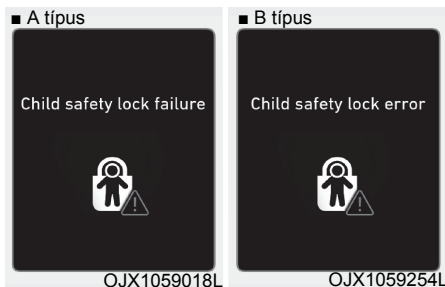 ■ A típus
Child safety lock failure
OJX1059018L
■ B típus
Child safety lock error
OJX1059254L